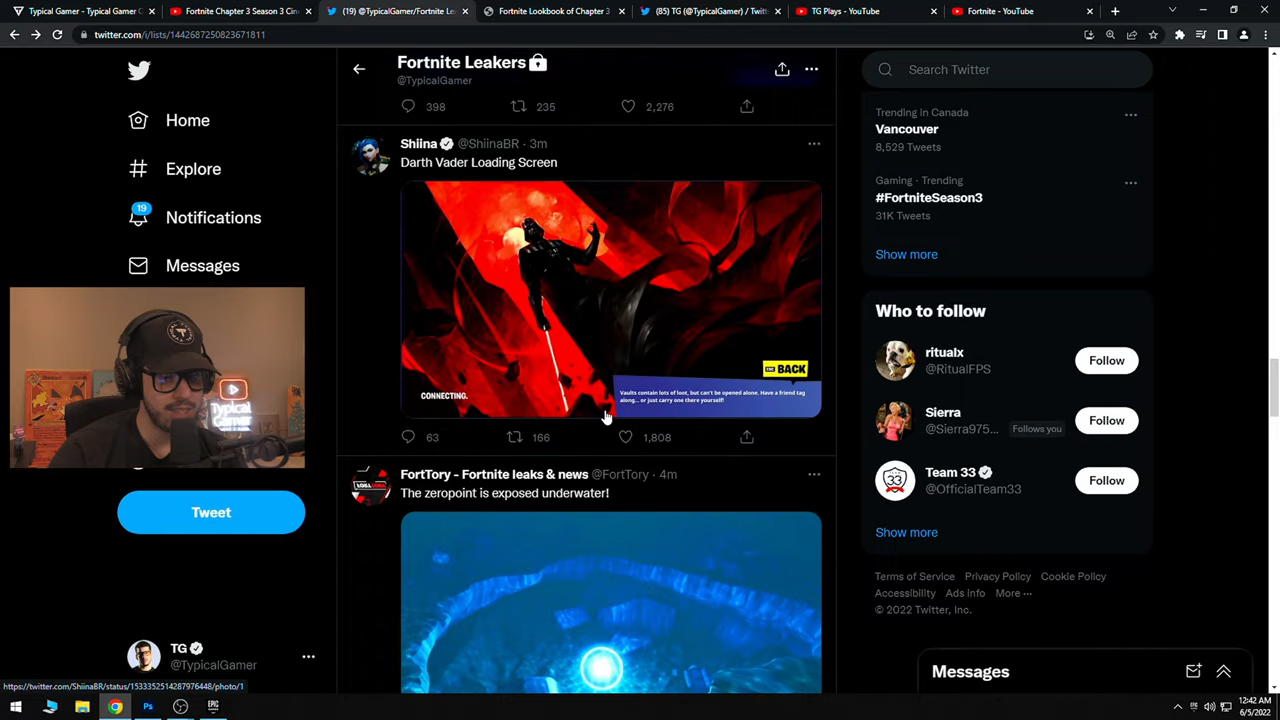 Typical Gamer - Typical Gamer C
Fortnite Chapter 3 Season 3 Cin
(19) @TypicalGamer/Fortnite Le
Fortnite Lookbook of Chapter 3
(85) TG (@TypicalGamer) / Twitt
TG Plays - YouTube
Fortnite - YouTube
twitter.com/i/lists/1442687250823671811
Home
Explore
19
Notifications
Messages
Typical
Gamer
Tweet
TG
@TypicalGamer
Fortnite Leakers
@TypicalGamer
398
235
2,276
Shiina @ShiinaBR · 3m
Darth Vader Loading Screen
BACK
CONNECTING.
Vaults contain lots of loot, but can't be opened alone. Have a friend tag
along... or just carry one there yourself!
63
166
1,808
FortTory - Fortnite leaks & news @FortTory · 4m
The zeropoint is exposed underwater!
Search Twitter
Trending in Canada
Vancouver
8,529 Tweets
Gaming · Trending
#FortniteSeason3
31K Tweets
Show more
Who to follow
ritualx
@RitualFPS
Follow
Sierra
@Sierra975...
Follows you
Follow
33
Team 33
@OfficialTeam33
Follow
Show more
Terms of Service Privacy Policy Cookie Policy
Accessibility Ads info More ···
© 2022 Twitter, Inc.
Messages
https://twitter.com/ShiinaBR/status/1533352514287976448/photo/1
Ps
EPIC
12:42 AM
6/5/2022